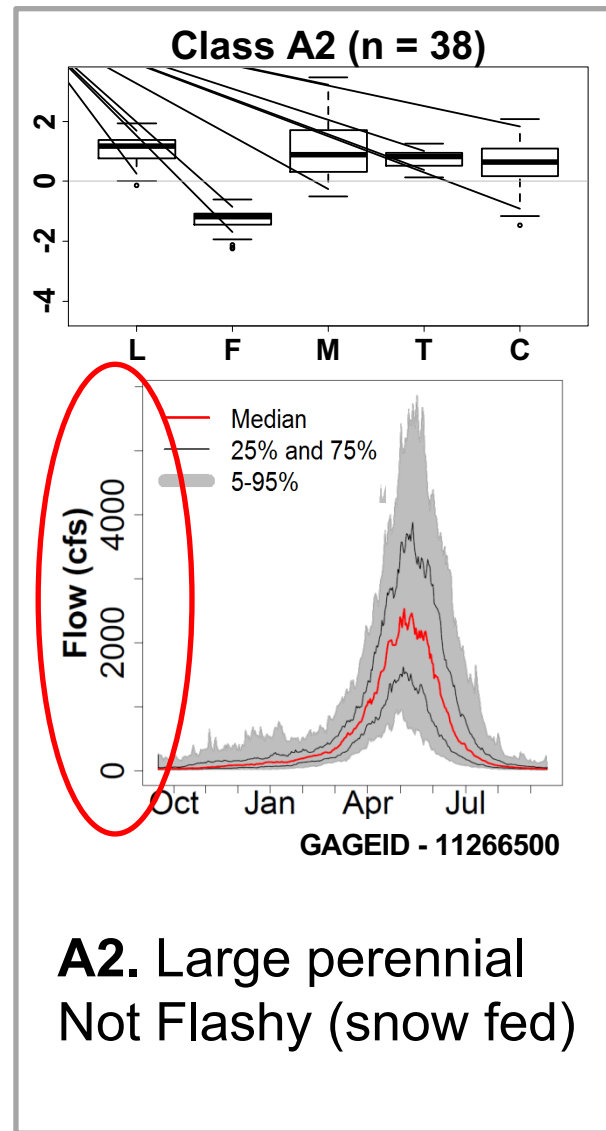 Class A2 (n = 38)
2
0
-2
-4
L F M T C
Median
25% and 75%
5-95%
Flow (cfs)
4000
2000
0
Oct Jan Apr Jul
GAGEID - 11266500
A2. Large perennial
Not Flashy (snow fed)